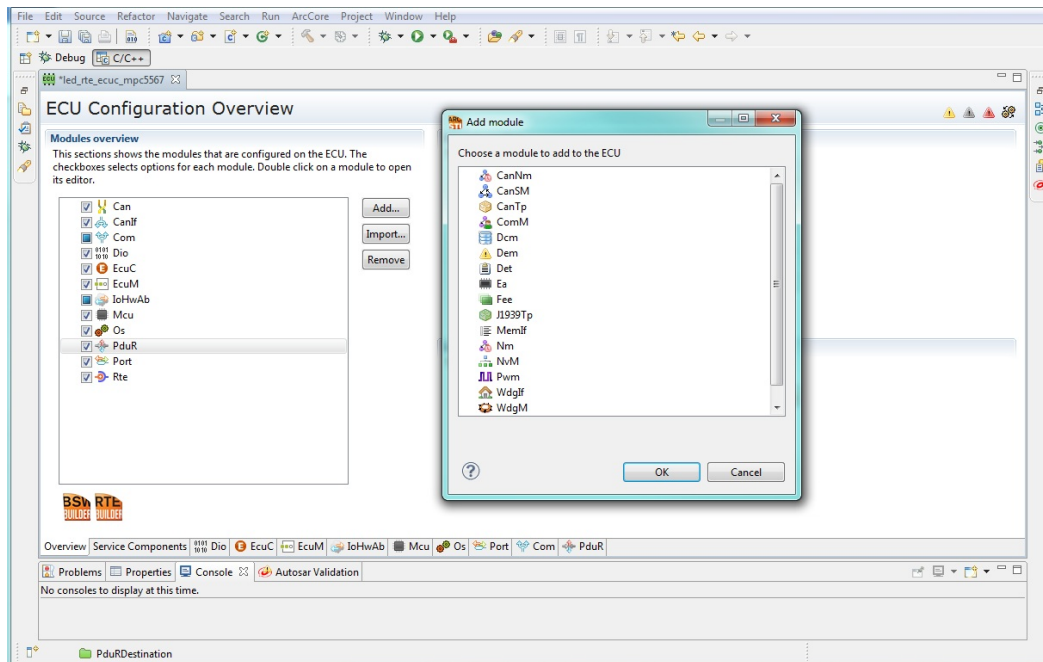 File Edit Source Refactor Navigate Search Run ArcCore Project Window Help
Debug C/C++
*led_rte_ecuc_mpc5567
ECU Configuration Overview
Modules overview
This sections shows the modules that are configured on the ECU. The
checkboxes selects options for each module. Double click on a module to open
its editor.
Can
CanIf
Com
0101 1010 Dio
EcuC
EcuM
IoHwAb
Mcu
Os
PduR
Port
Rte
Add...
Import...
Remove
BSW BUILDER RTE BUILDER
Add module
Choose a module to add to the ECU
CanNm
CanSM
CanTp
ComM
Dcm
Dem
Det
Ea
Fee
J1939Tp
MemIf
Nm
NvM
Pwm
WdgIf
WdgM
OK Cancel
Overview Service Components 0101 1010 Dio EcuC EcuM IoHwAb Mcu Os Port Com PduR
Problems Properties Console Autosar Validation
No consoles to display at this time.
PduRDestination